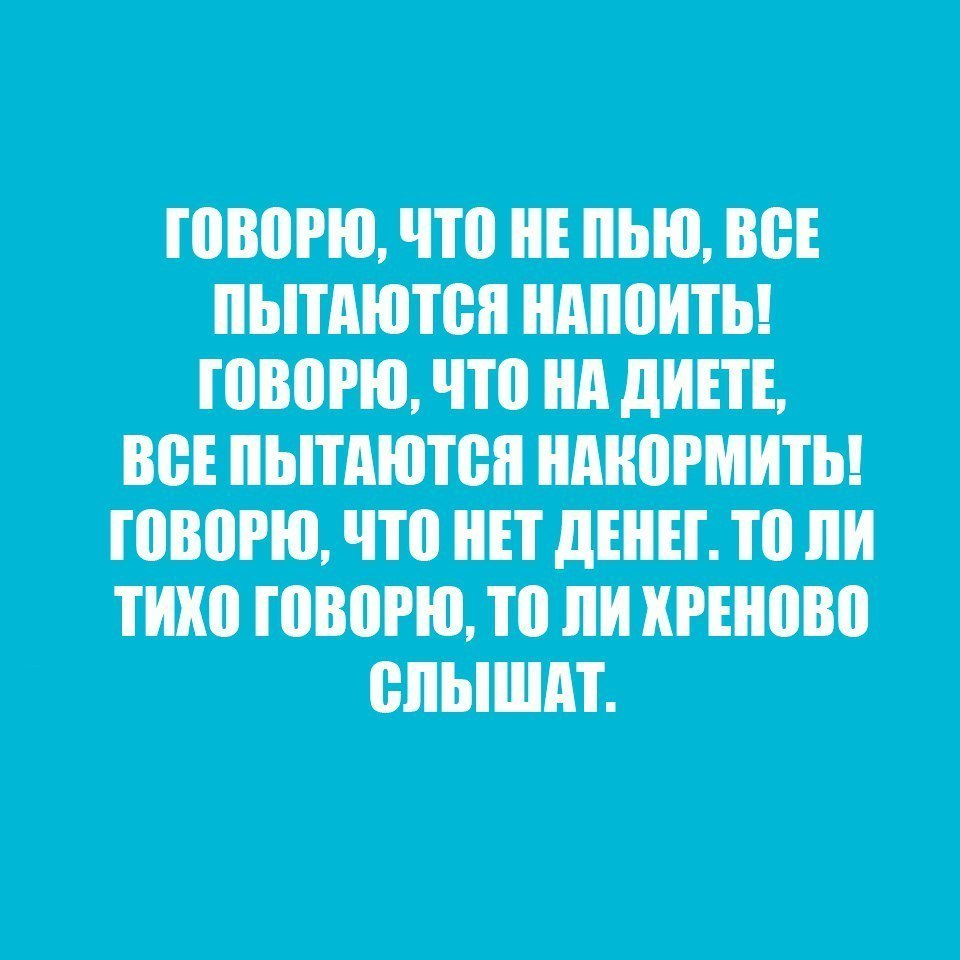 ГОВОРЮ, ЧТО НЕ ПЬЮ, ВСЕ
ПЫТАЮТСЯ НАПОИТЬ!
ГОВОРЮ, ЧТО НА ДИЕТЕ,
ВСЕ ПЫТАЮТСЯ НАКОРМИТЬ!
ГОВОРЮ, ЧТО НЕТ ДЕНЕГ. ТО ЛИ
ТИХО ГОВОРЮ, ТО ЛИ ХРЕНОВО
СЛЫШАТ.